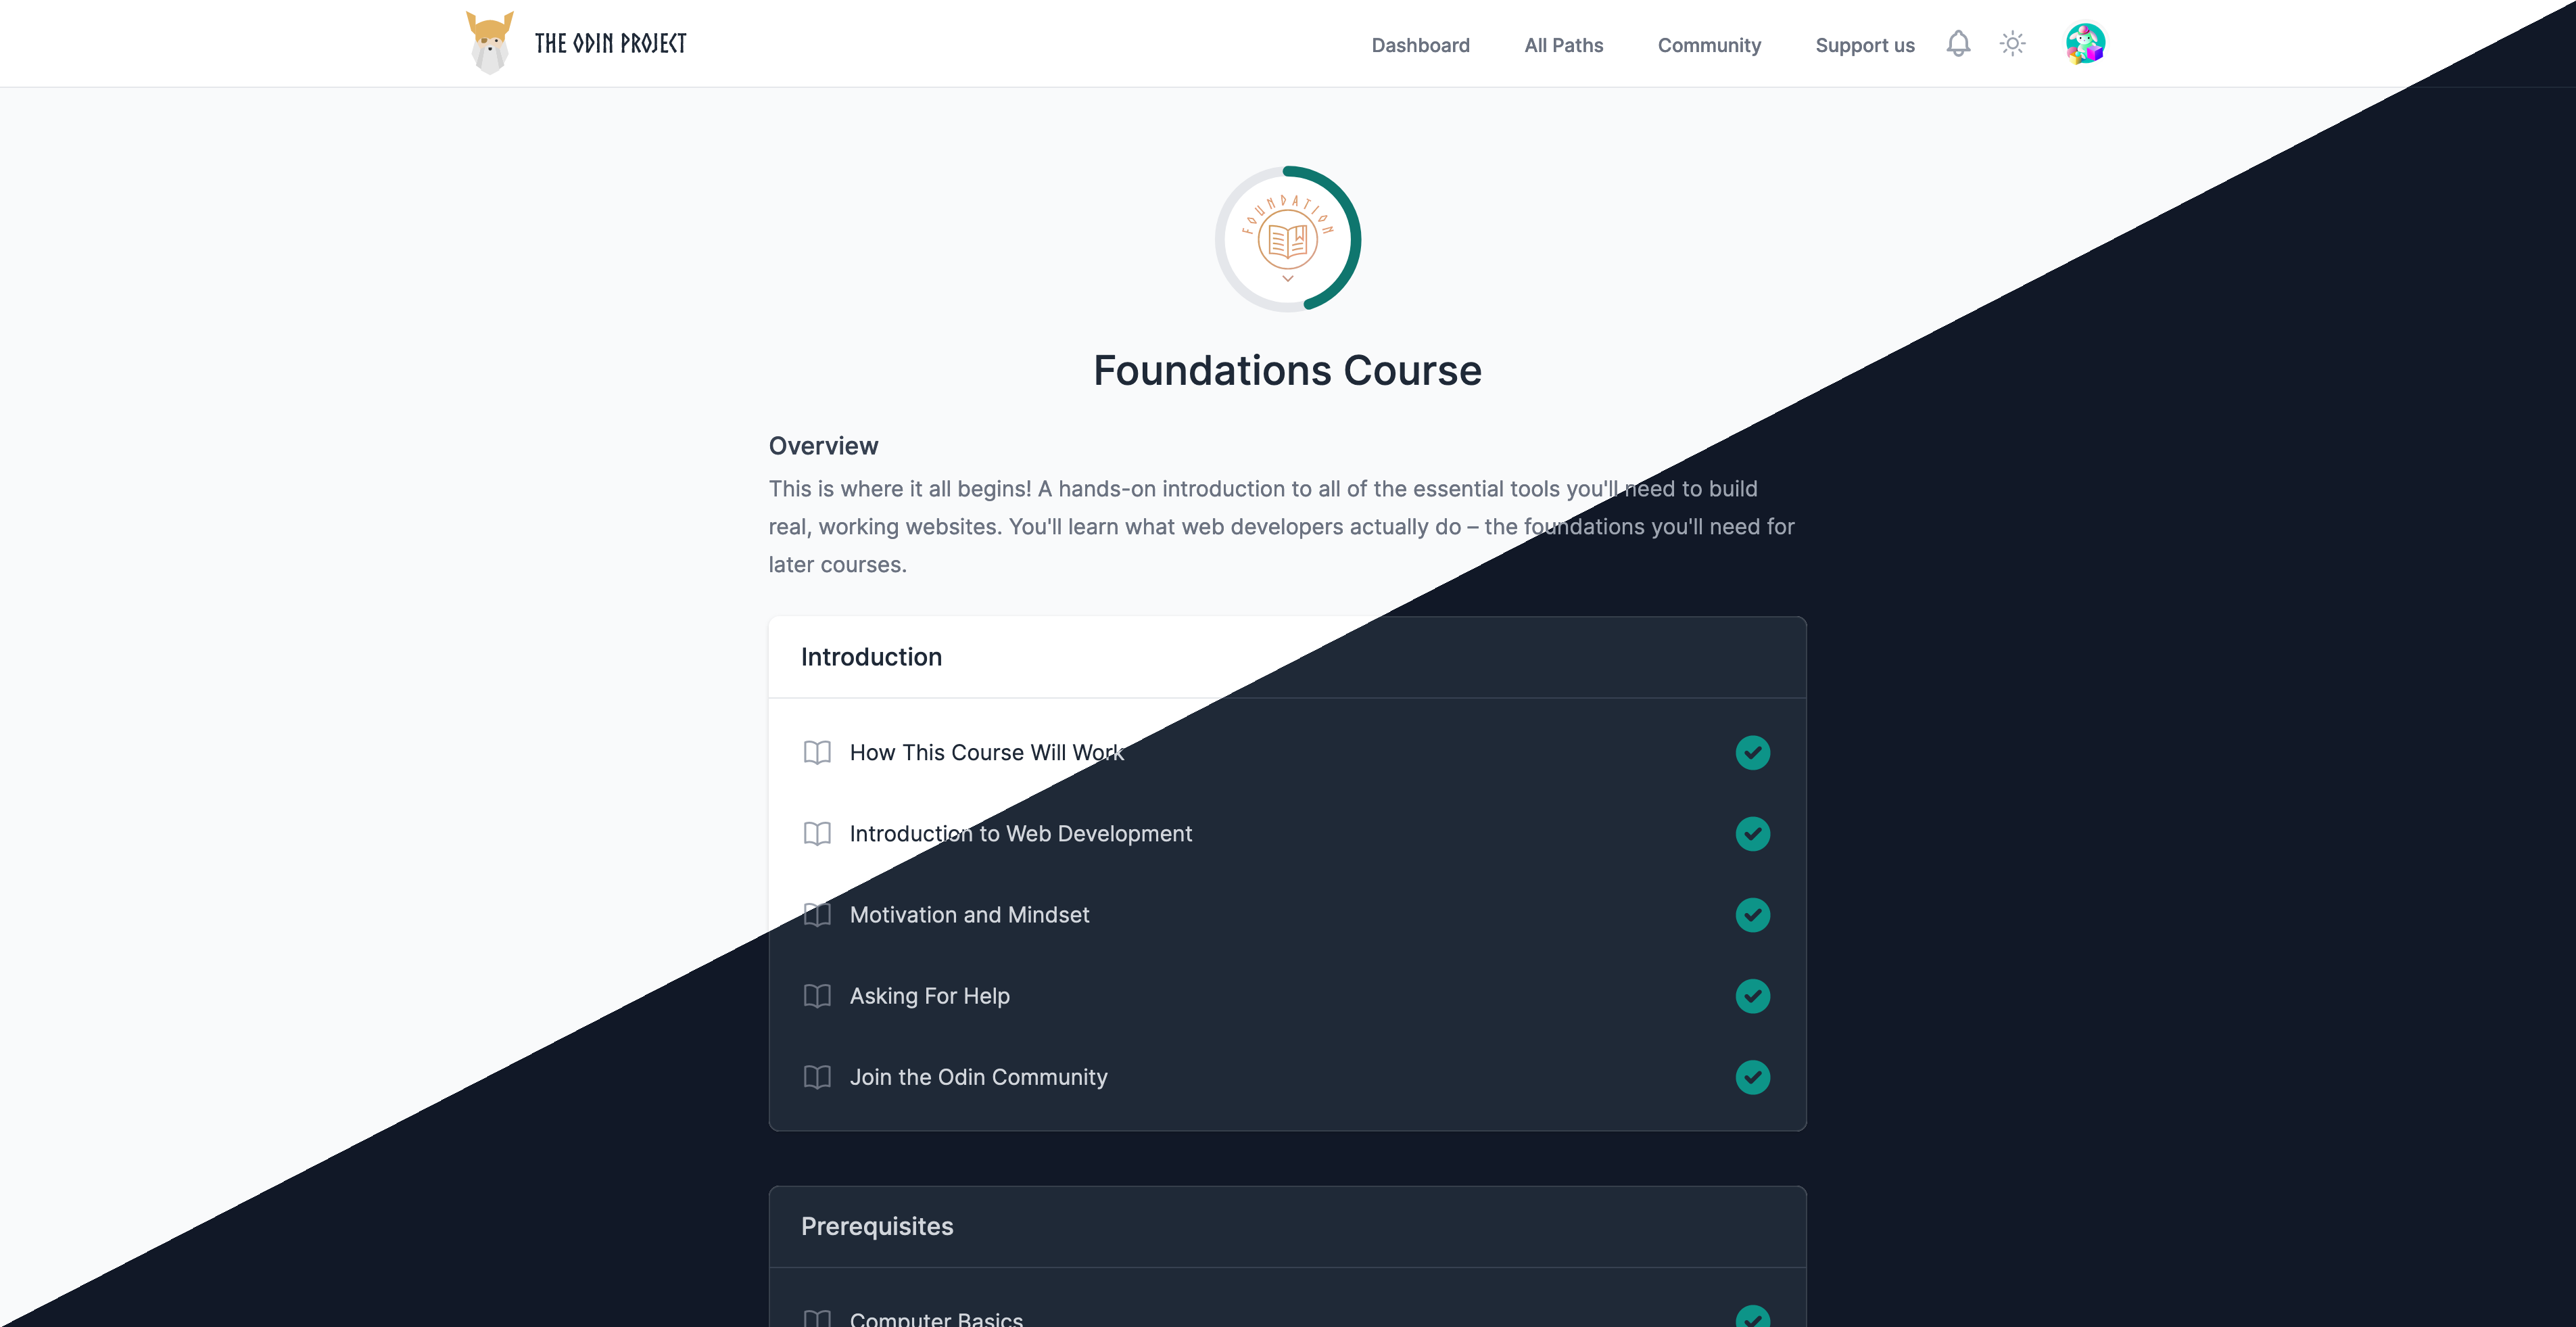 THE ODIN PROJECT
Dashboard All Paths Community Support us
FOUNDATION
Foundations Course
Overview
This is where it all begins! A hands-on introduction to all of the essential tools you'll need to build
real, working websites. You'll learn what web developers actually do – the foundations you'll need for
later courses.
Introduction
How This Course Will Work
Introduction to Web Development
Motivation and Mindset
Asking For Help
Join the Odin Community
Prerequisites
Computer Basics